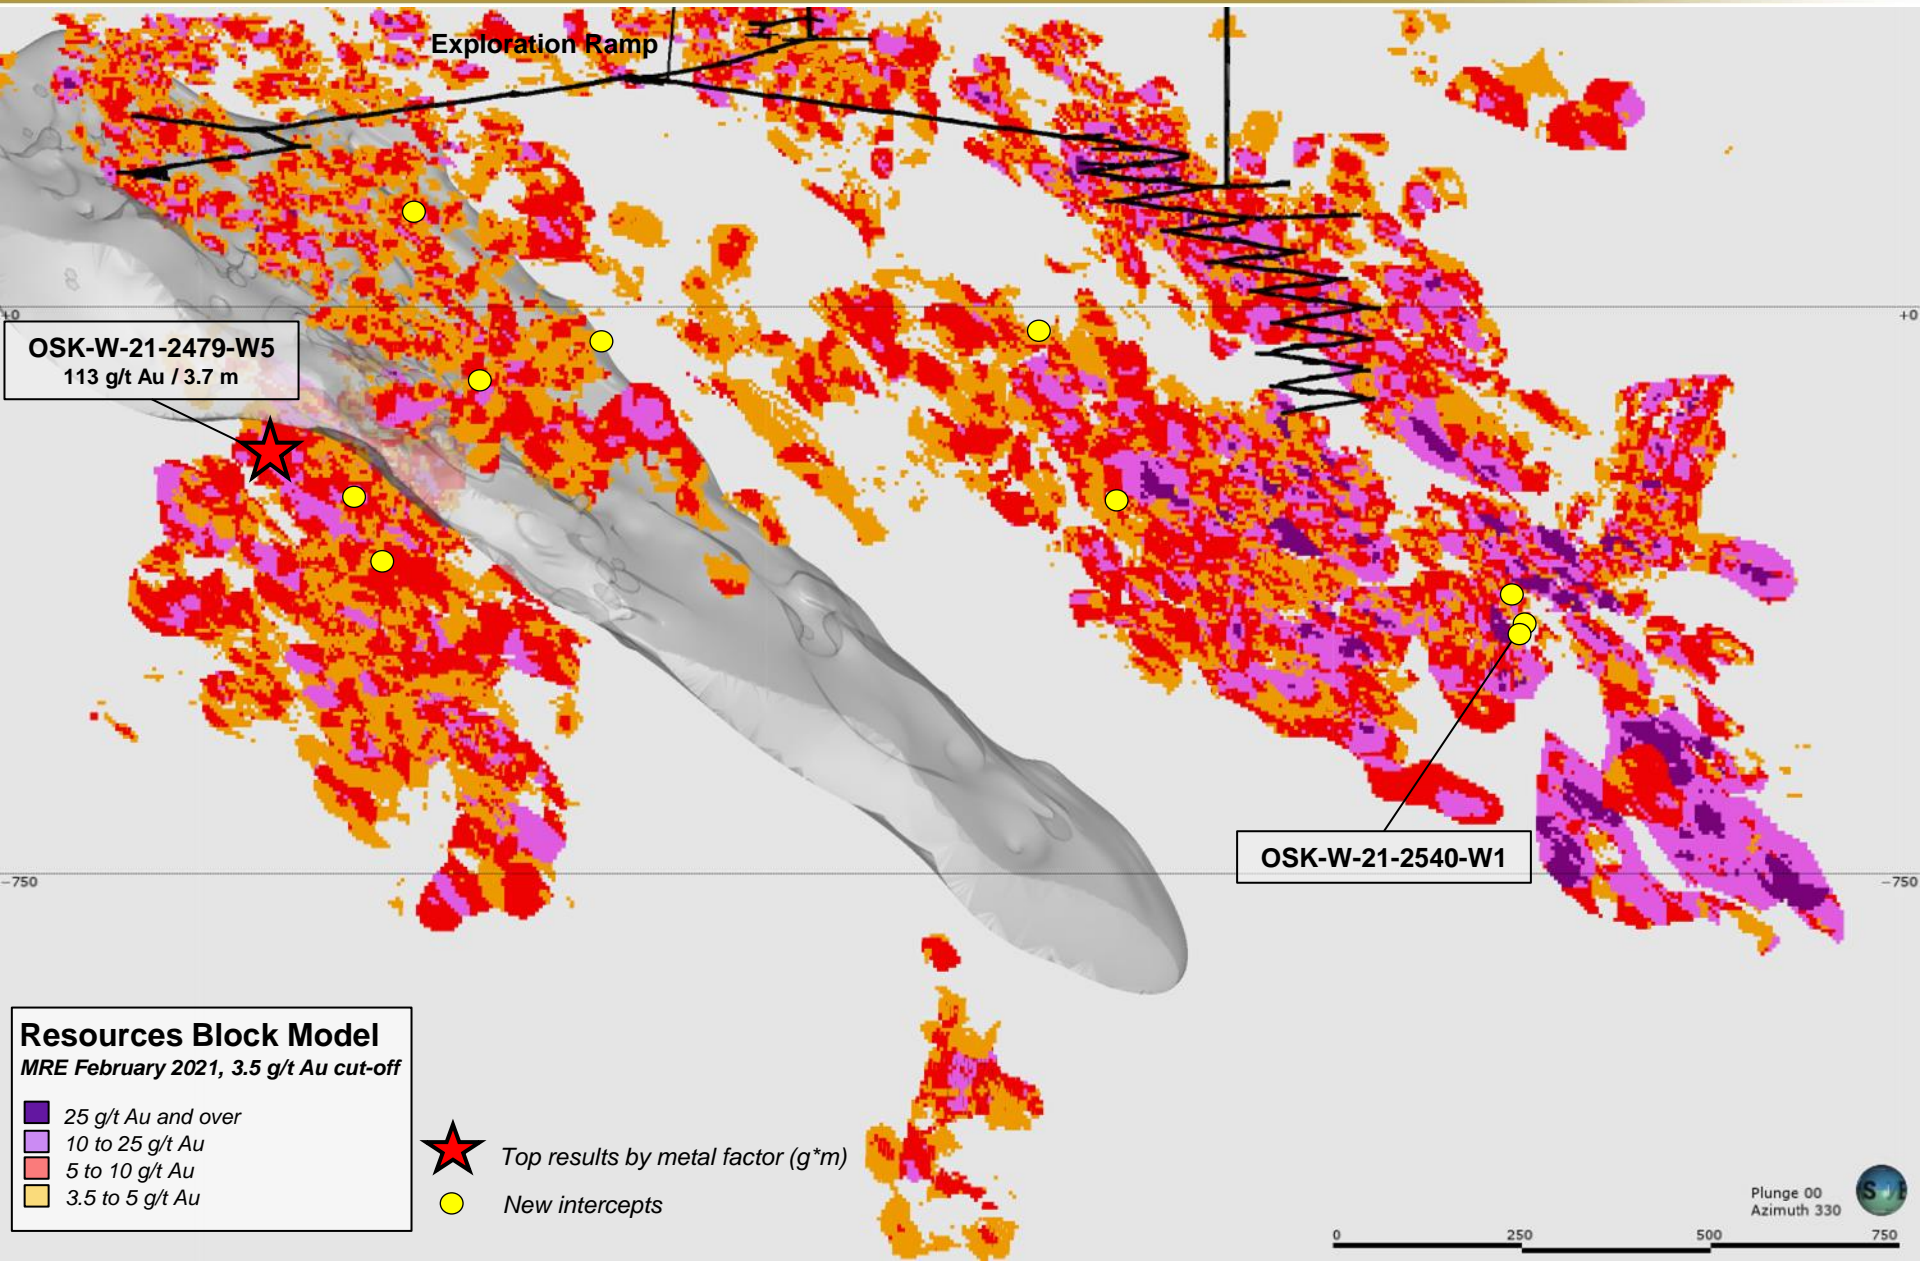 Exploration Ramp
+0
+0
OSK-W-21-2479-W5
113 g/t Au / 3.7 m
OSK-W-21-2540-W1
−750
−750
Resources Block Model
MRE February 2021, 3.5 g/t Au cut-off
25 g/t Au and over
10 to 25 g/t Au
5 to 10 g/t Au
3.5 to 5 g/t Au
Top results by metal factor (g*m)
New intercepts
Plunge 00
Azimuth 330
S
0 250 500 750